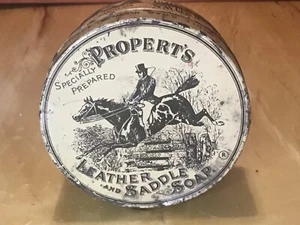 PROPERT'S
SPECIALLY
PREPARED
LEATHER
AND SADDLE
SOAP ®